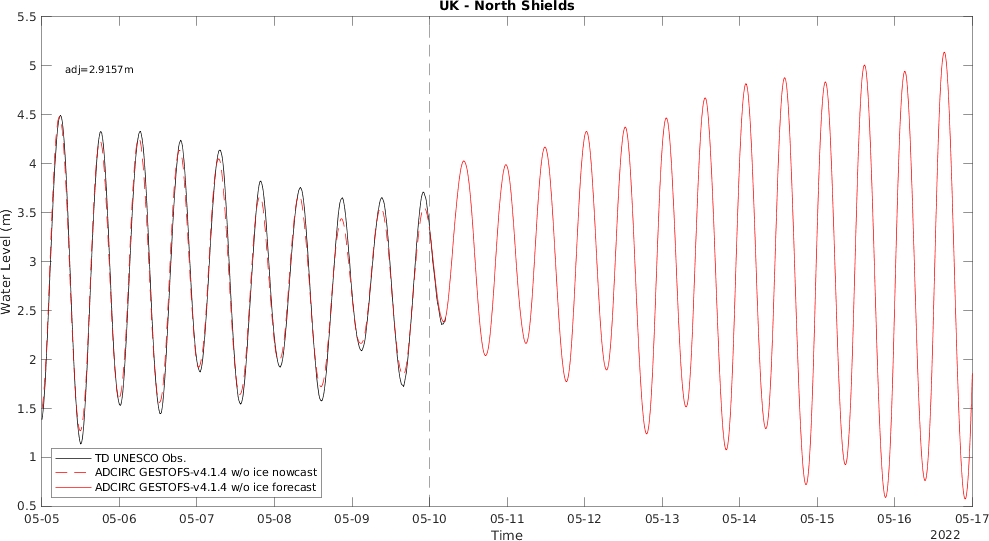 UK - North Shields
adj=2.9157m
5.5
5
4.5
4
3.5
3
2.5
2
1.5
1
0.5
Water Level (m)
TD UNESCO Obs.
ADCIRC GESTOFS-v4.1.4 w/o ice nowcast
ADCIRC GESTOFS-v4.1.4 w/o ice forecast
05-05 05-06 05-07 05-08 05-09 05-10 05-11 05-12 05-13 05-14 05-15 05-16 05-17
Time
2022